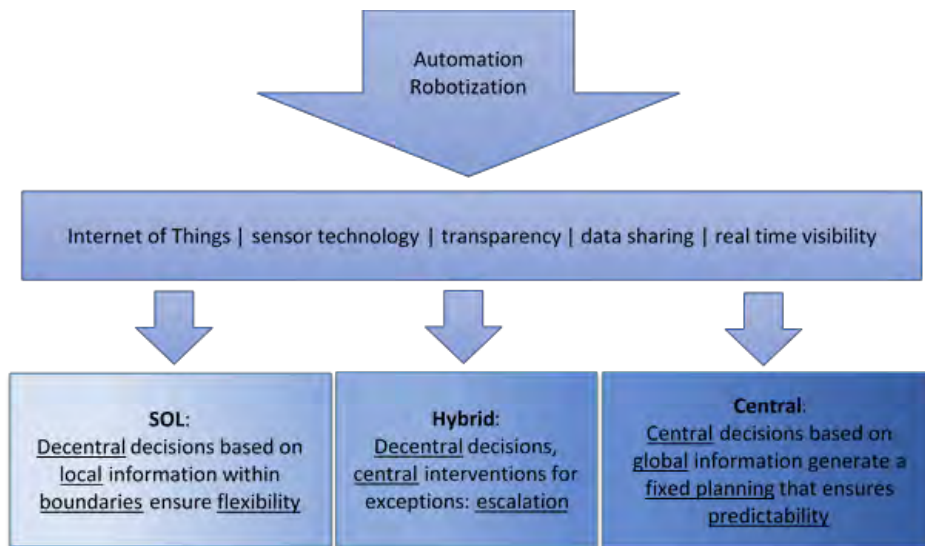 Automation
Robotization
Internet of Things | sensor technology | transparency | data sharing | real time visibility
SOL:
Decentral decisions based on
local information within
boundaries ensure flexibility
Hybrid:
Decentral decisions,
central interventions for
exceptions: escalation
Central:
Central decisions based on
global information generate a
fixed planning that ensures
predictability